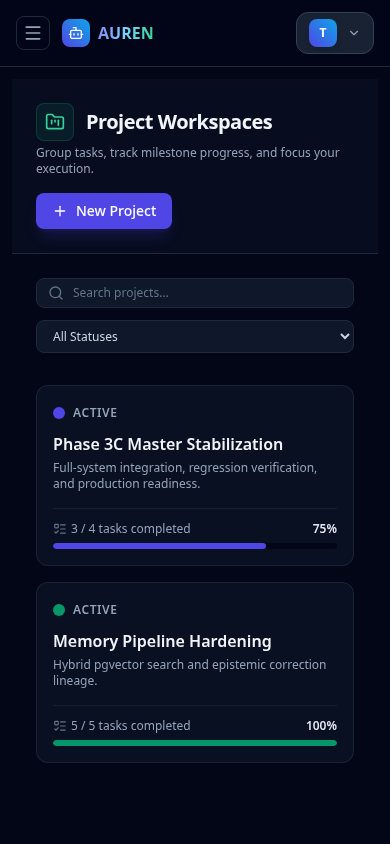 AUREN
T
Project Workspaces
Group tasks, track milestone progress, and focus your
execution.
New Project
Search projects...
All Statuses
ACTIVE
Phase 3C Master Stabilization
Full-system integration, regression verification,
and production readiness.
3 / 4 tasks completed 75%
ACTIVE
Memory Pipeline Hardening
Hybrid pgvector search and epistemic correction
lineage.
5 / 5 tasks completed 100%